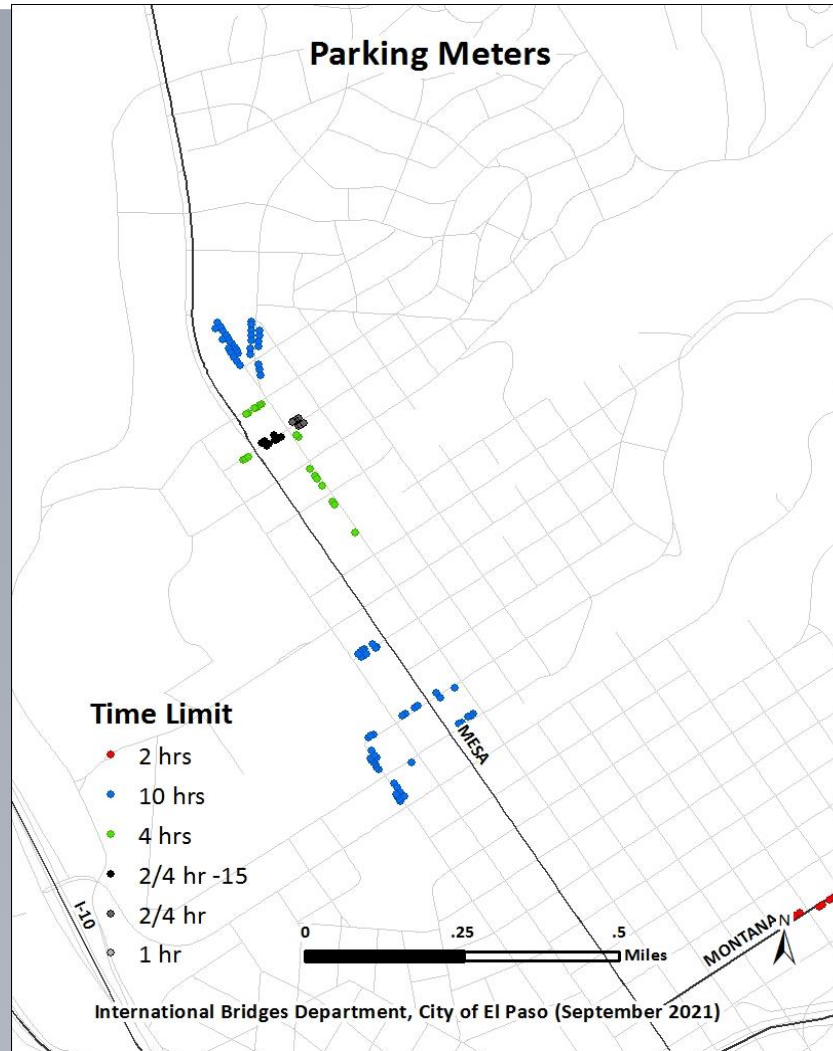 Parking Meters
Time Limit
2 hrs
10 hrs
4 hrs
2/4 hr -15
2/4 hr
1 hr
MESA
I-10
MONTANA
N
0 .25 .5
Miles
International Bridges Department, City of El Paso (September 2021)